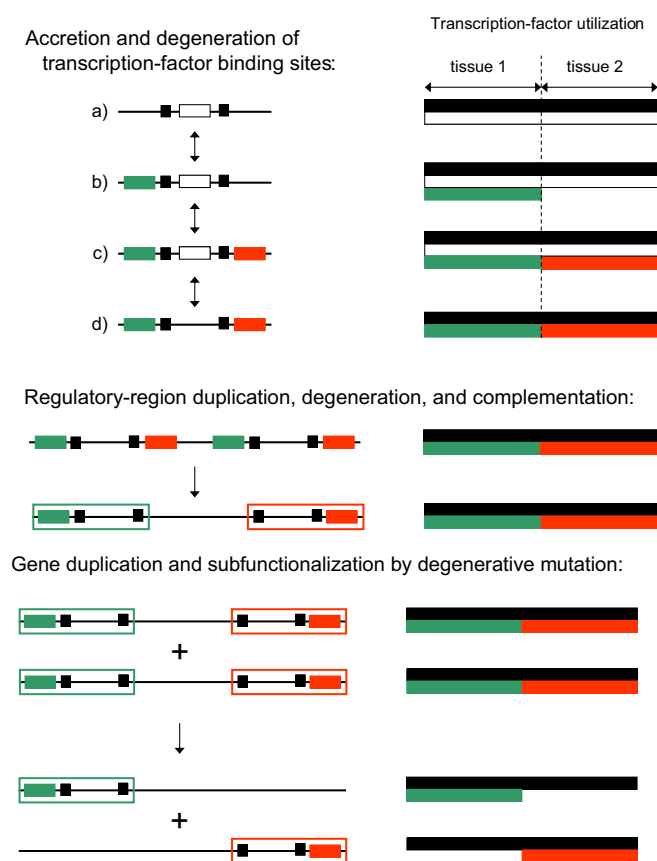 Accretion and degeneration of
transcription-factor binding sites:
Transcription-factor utilization
tissue 1
tissue 2
a)
b)
c)
d)
Regulatory-region duplication, degeneration, and complementation:
Gene duplication and subfunctionalization by degenerative mutation:
+
+